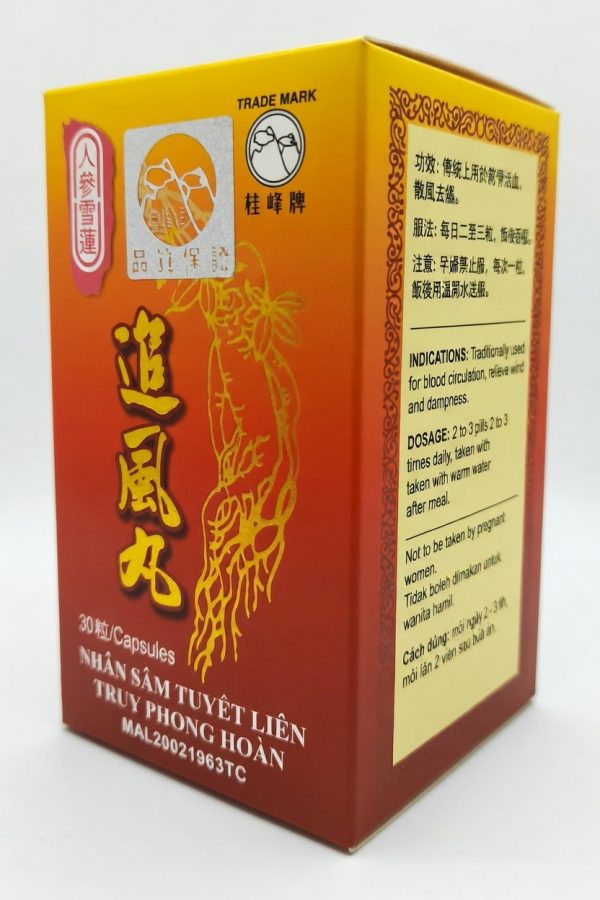 人參雪蓮
TRADE MARK
桂峰牌
品質保證
追風丸
30粒/Capsules
NHÂN SÂM TUYÊT LIÊN
TRUY PHONG HOÀN
MAL20021963TC
功效: 傳統上用於骨活血,
散風去濕。
服法: 每日二至三粒, 飯後吞服。
注意: 孕婦禁止服, 每次一粒,
飯後用溫開水送服。
INDICATIONS: Traditionally used
for blood circulation, relieve wind
and dampness.
DOSAGE: 2 to 3 pills 2 to 3
times daily, taken with
taken with warm water
after meal.
Not to be taken by pregnant
women.
Tidak boleh dimakan untuk
wanita hamil.
Cách dùng: mỗi ngày 2 - 3 lần,
mỗi lần 2 viên sau bữa ăn.